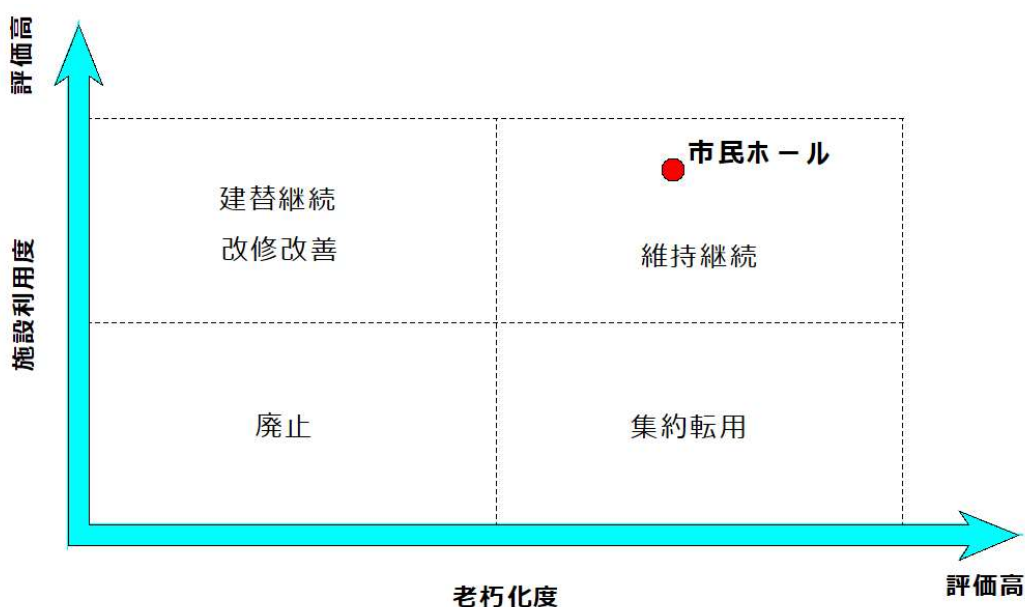 評価高
市民ホール
建替継続
改修改善
維持継続
施設利用度
廃止
集約転用
評価高
老朽化度